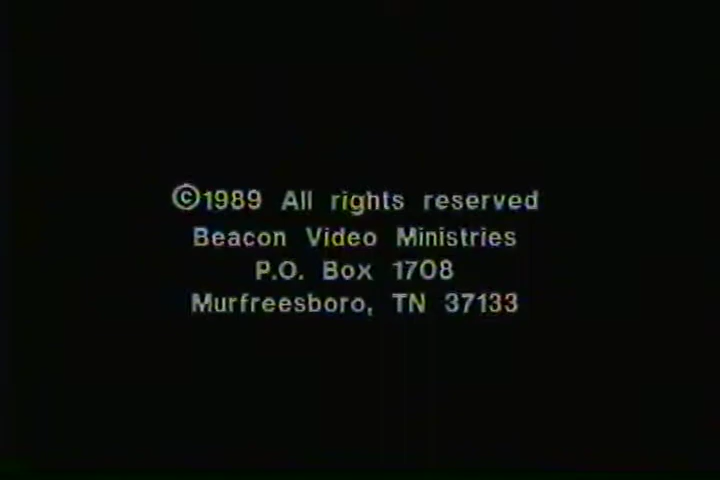 ©1989 All rights reserved
Beacon Video Ministries
P.O. Box 1708
Murfreesboro, TN 37133